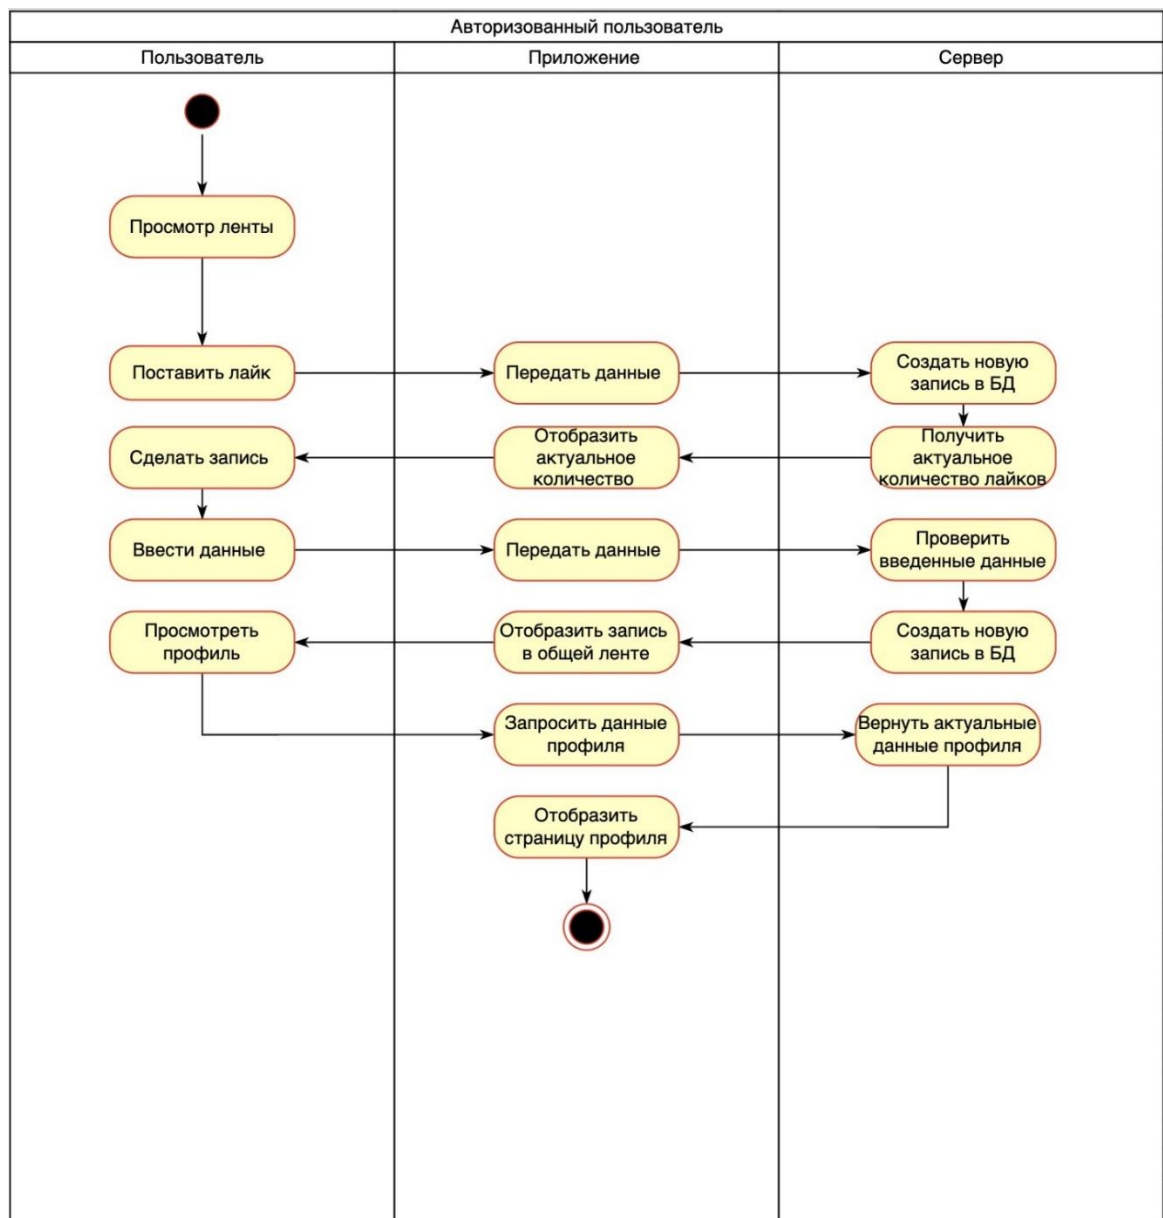 Авторизованный пользователь
Пользователь
Приложение
Сервер
Просмотр ленты
Поставить лайк
Передать данные
Создать новую
запись в БД
Сделать запись
Отобразить
актуальное
количество
Получить
актуальное
количество лайков
Ввести данные
Передать данные
Проверить
введенные данные
Просмотреть
профиль
Отобразить запись
в общей ленте
Создать новую
запись в БД
Запросить данные
профиля
Вернуть актуальные
данные профиля
Отобразить
страницу профиля